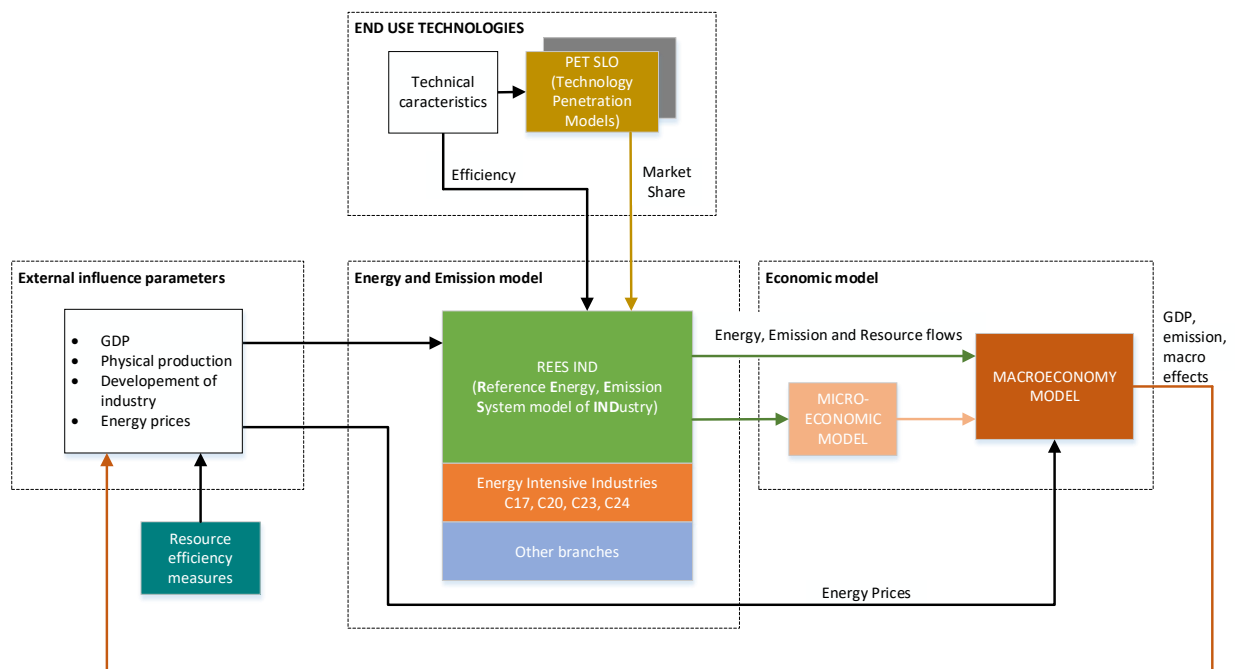 END USE TECHNOLOGIES
Technical
caracteristics
PET SLO
(Technology
Penetration
Models)
Efficiency
Market
Share
External influence parameters
• GDP
• Physical production
• Developement of
industry
• Energy prices
Resource
efficiency
measures
Energy and Emission model
REES IND
(Reference Energy, Emission
System model of INDustry)
Energy Intensive Industries
C17, C20, C23, C24
Other branches
Economic model
Energy, Emission and Resource flows
MICRO-
ECONOMIC
MODEL
MACROECONOMY
MODEL
GDP,
emission,
macro
effects
Energy Prices